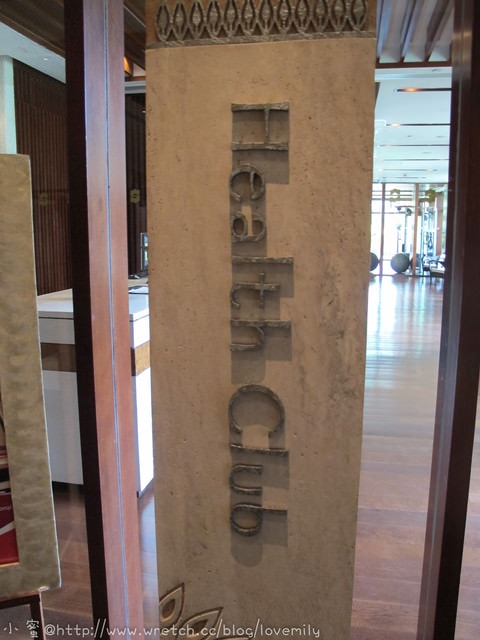 Health Club
小蜜@http://www.wretch.cc/blog/lovemily